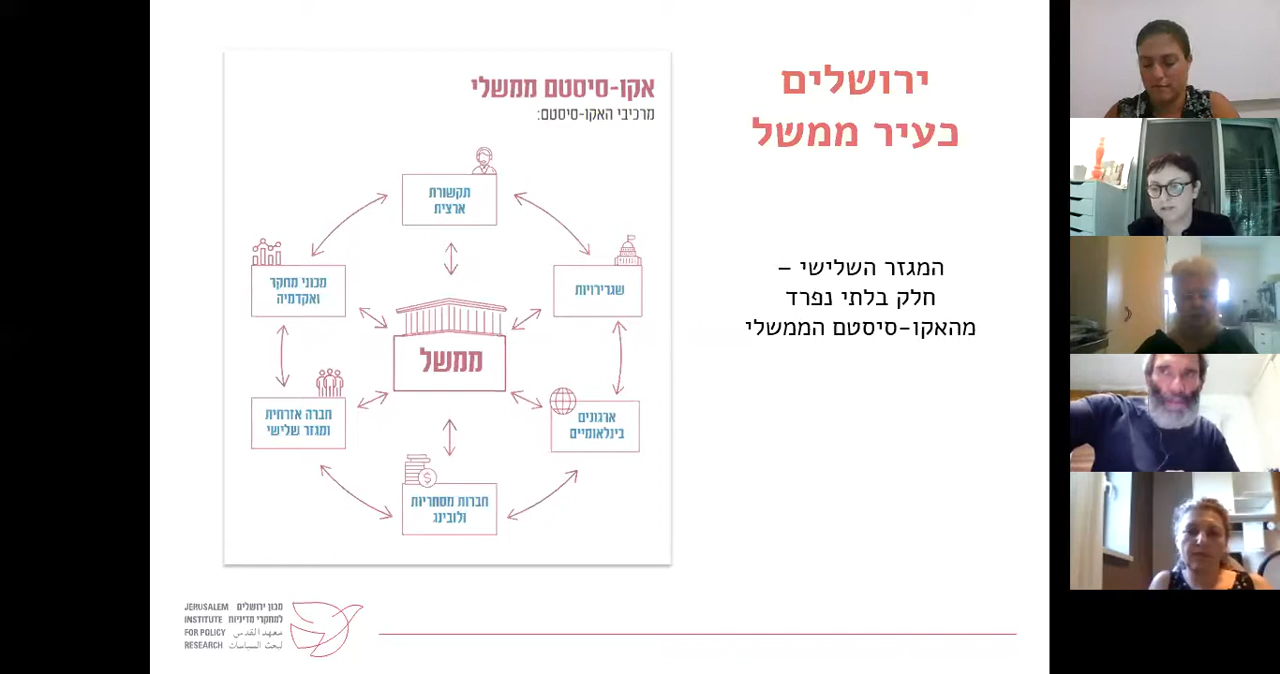 ירושלים
כעיר ממשל
המגזר השלישי –
חלק בלתי נפרד
מהאקו-סיסטם הממשלי
אקו-סיסטם ממשלי
מרכיבי האקו-סיסטם:
תקשורת
ארצית
שגרירויות
מכוני מחקר
ואקדמיה
ממשל
ארגונים
בינלאומיים
חברה אזרחית
ומגזר שלישי
חברות מסחריות
ולובינג
JERUSALEM
INSTITUTE
FOR POLICY
RESEARCH
מכון ירושלים
למחקרי מדיניות
معهد القدس
لبحث السياسات